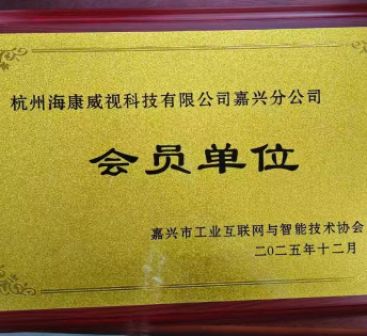 杭州海康威视科技有限公司嘉兴分公司
会员单位
嘉兴市工业互联网与智能技术协会
二〇二五年十二月